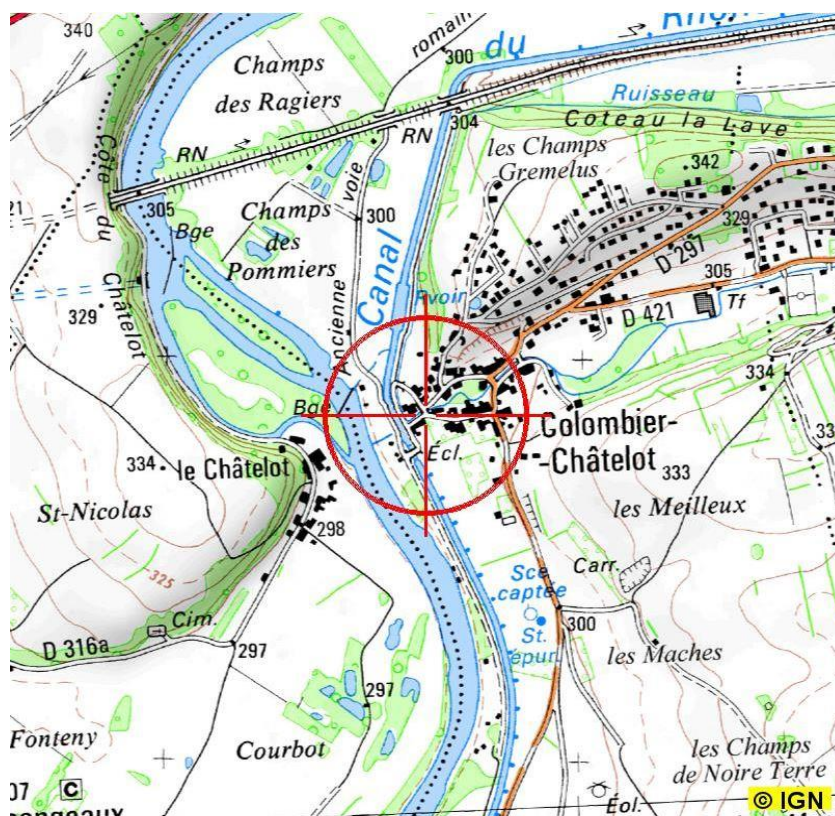 340
romain
300
du
Rhône
Champs
des Ragiers
Ruisseau
304
Coteau la Lave
RN
RN
les Champs
Gremelus
342
Côte du
Châtelot
305
Bge
Champs
des
Pommiers
voie
300
Canal
329
D 297
305
Tf
D 421
329
Ancienne
334
Bge
Colombier-
-Châtelot
Écl.
334
le Châtelot
333
St-Nicolas
les Meilleux
298
325
Sce
captée
Carr.
Cim.
St.
épur.
300
D 316a
297
les Maches
297
Fonteny
Courbot
les Champs
de Noire Terre
07
C
Éol.
© IGN